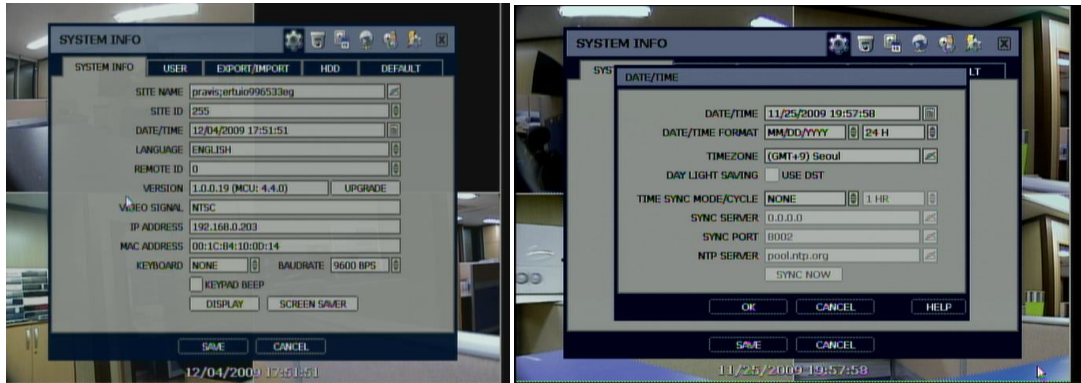 SYSTEM INFO
SYSTEM INFO USER EXPORT/IMPORT HDD DEFAULT
SITE NAME pravis;ertuio996533eg
SITE ID 255
DATE/TIME 12/04/2009 17:51:51
LANGUAGE ENGLISH
REMOTE ID 0
VERSION 1.0.0.19 (MCU: 4.4.0) UPGRADE
VIDEO SIGNAL NTSC
IP ADDRESS 192.168.0.203
MAC ADDRESS 00:1C:84:10:0D:14
KEYBOARD NONE BAUDRATE 9600 BPS
KEYPAD BEEP
DISPLAY SCREEN SAVER
SAVE CANCEL
12/04/2009 17:51:51
SYSTEM INFO
SYS LT
DATE/TIME
DATE/TIME 11/25/2009 19:57:58
DATE/TIME FORMAT MM/DD/YYYY 24 H
TIMEZONE (GMT+9) Seoul
DAY LIGHT SAVING USE DST
TIME SYNC MODE/CYCLE NONE 1 HR
SYNC SERVER 0.0.0.0
SYNC PORT 8002
NTP SERVER pool.ntp.org
SYNC NOW
OK CANCEL HELP
SAVE CANCEL
11/25/2009 19:57:58